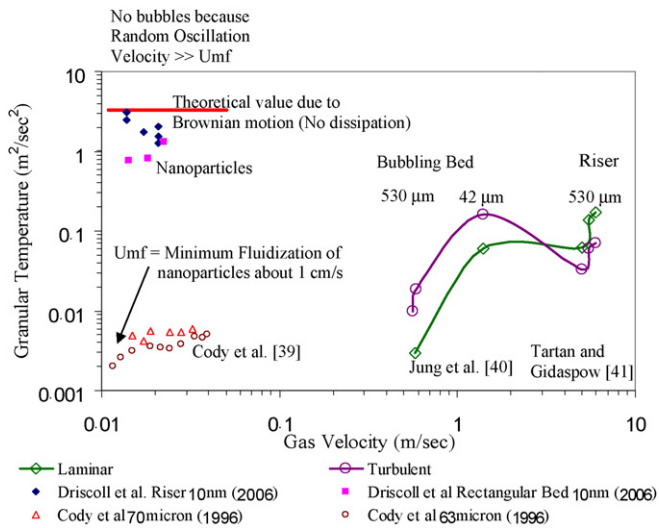 No bubbles because
Random Oscillation
Velocity >> Umf
10
1
0.1
0.01
0.001
Granular Temperature (m²/sec²)
Theoretical value due to
Brownian motion (No dissipation)
Nanoparticles
Bubbling Bed
Riser
530 μm
42 μm
530 μm
Umf = Minimum Fluidization of
nanoparticles about 1 cm/s
Cody et al. [39]
Jung et al. [40]
Tartan and
Gidaspow [41]
0.01
0.1
1
10
Gas Velocity (m/sec)
Laminar
Turbulent
Driscoll et al. Riser 10nm (2006)
Driscoll et al Rectangular Bed 10nm (2006)
Cody et al 70micron (1996)
Cody et al 63micron (1996)